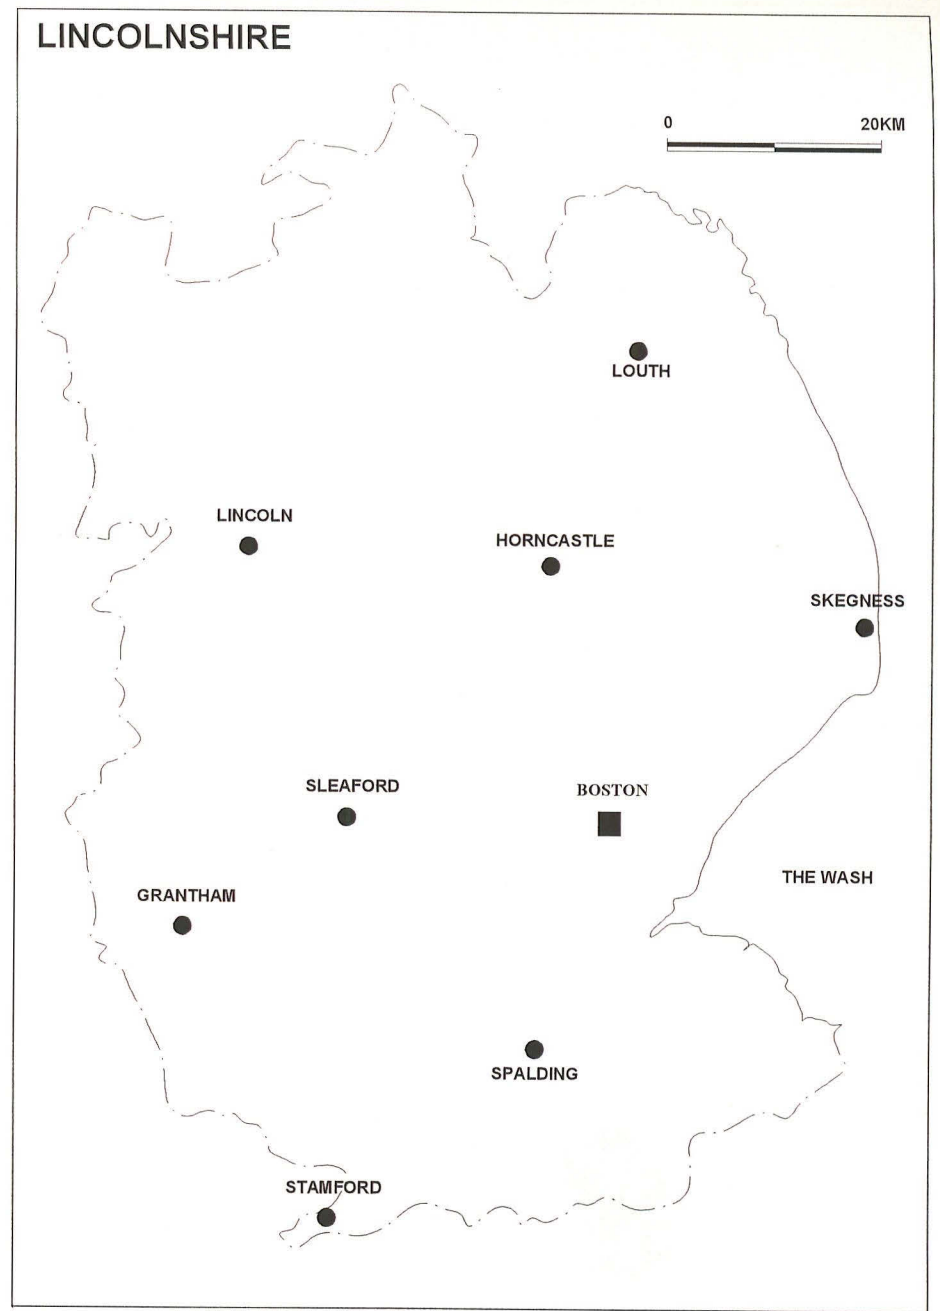 LINCOLNSHIRE
0 20KM
LOUTH
LINCOLN
HORNCASTLE
SKEGNESS
SLEAFORD
BOSTON
THE WASH
GRANTHAM
SPALDING
STAMFORD